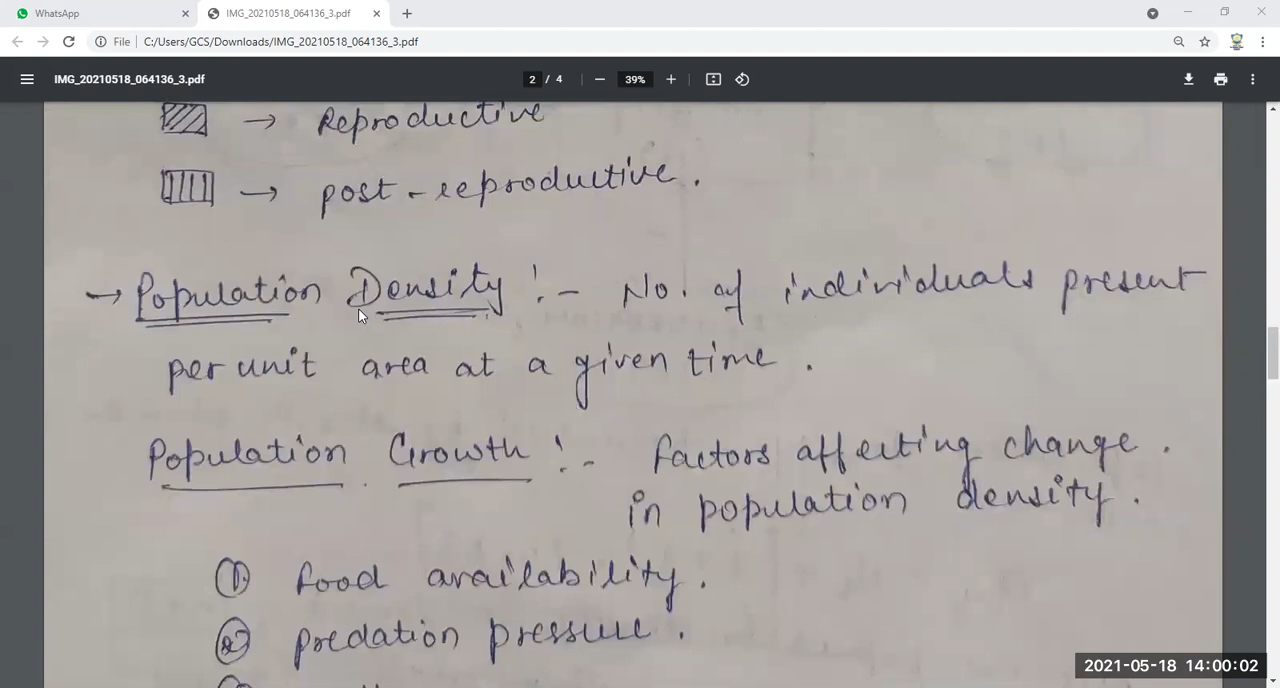 WhatsApp
IMG_20210518_064136_3.pdf
File
C:/Users/GCS/Downloads/IMG_20210518_064136_3.pdf
IMG_20210518_064136_3.pdf
2 / 4
39%
→ Reproductive
→ post-reproductive.
→ Population Density :- No. of individuals present
per unit area at a given time.
Population Growth :- factors affecting change.
in population density.
① food availability.
② predation pressure.
2021-05-18 14:00:02